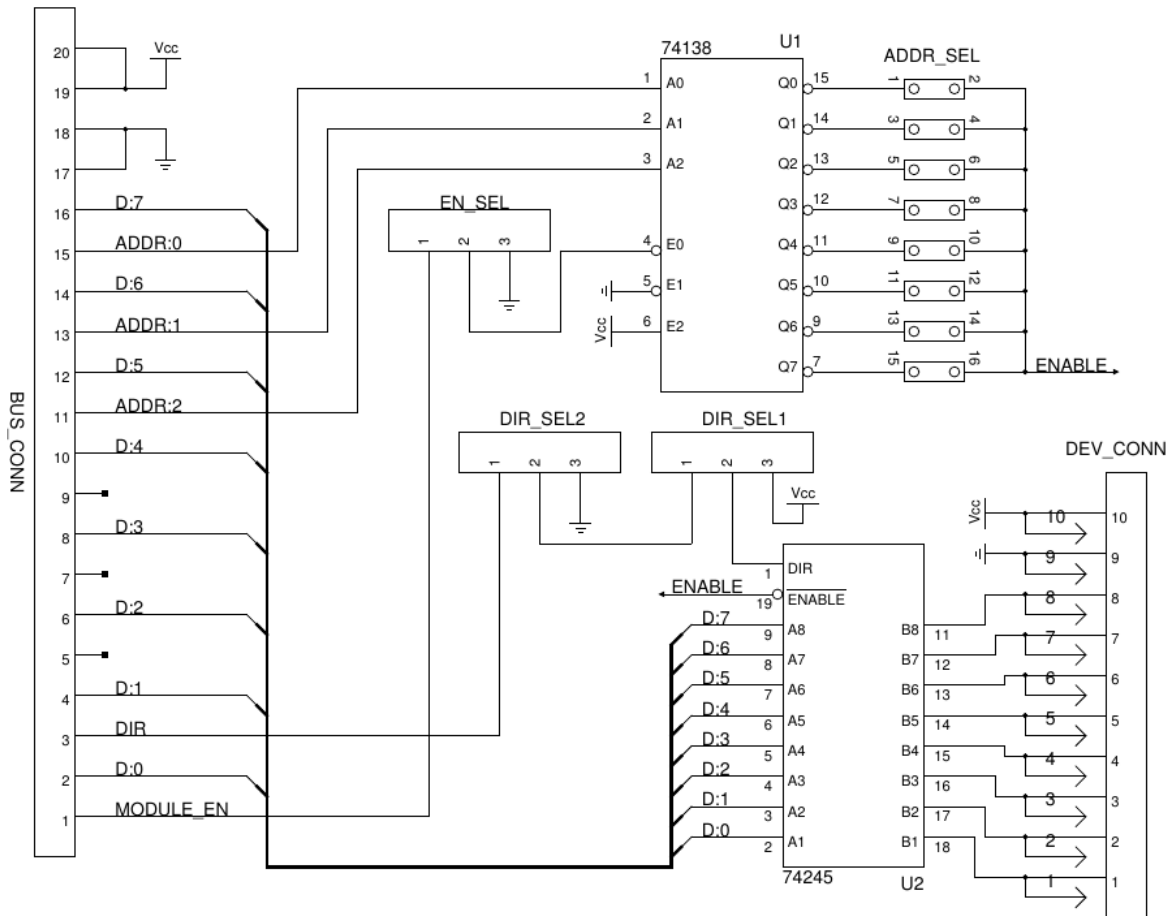 BUS_CONN
20
19
18
17
16
15
14
13
12
11
10
9
8
7
6
5
4
3
2
1
Vcc
D:7
ADDR:0
D:6
ADDR:1
D:5
ADDR:2
D:4
D:3
D:2
D:1
DIR
D:0
MODULE_EN
EN_SEL
1 2 3
74138 U1
1 A0 Q0 15
2 A1 Q1 14
3 A2 Q2 13
Q3 12
4 E0 Q4 11
5 E1 Q5 10
Vcc 6 E2 Q6 9
Q7 7
ADDR_SEL
1 2
3 4
5 6
7 8
9 10
11 12
13 14
15 16
ENABLE
DIR_SEL2
1 2 3
DIR_SEL1
1 2 3
Vcc
1 DIR
ENABLE 19 ENABLE
D:7 9 A8 B8 11
D:6 8 A7 B7 12
D:5 7 A6 B6 13
D:4 6 A5 B5 14
D:3 5 A4 B4 15
D:2 4 A3 B3 16
D:1 3 A2 B2 17
D:0 2 A1 B1 18
74245 U2
DEV_CONN
Vcc 10 10
9 9
8 8
7 7
6 6
5 5
4 4
3 3
2 2
1 1